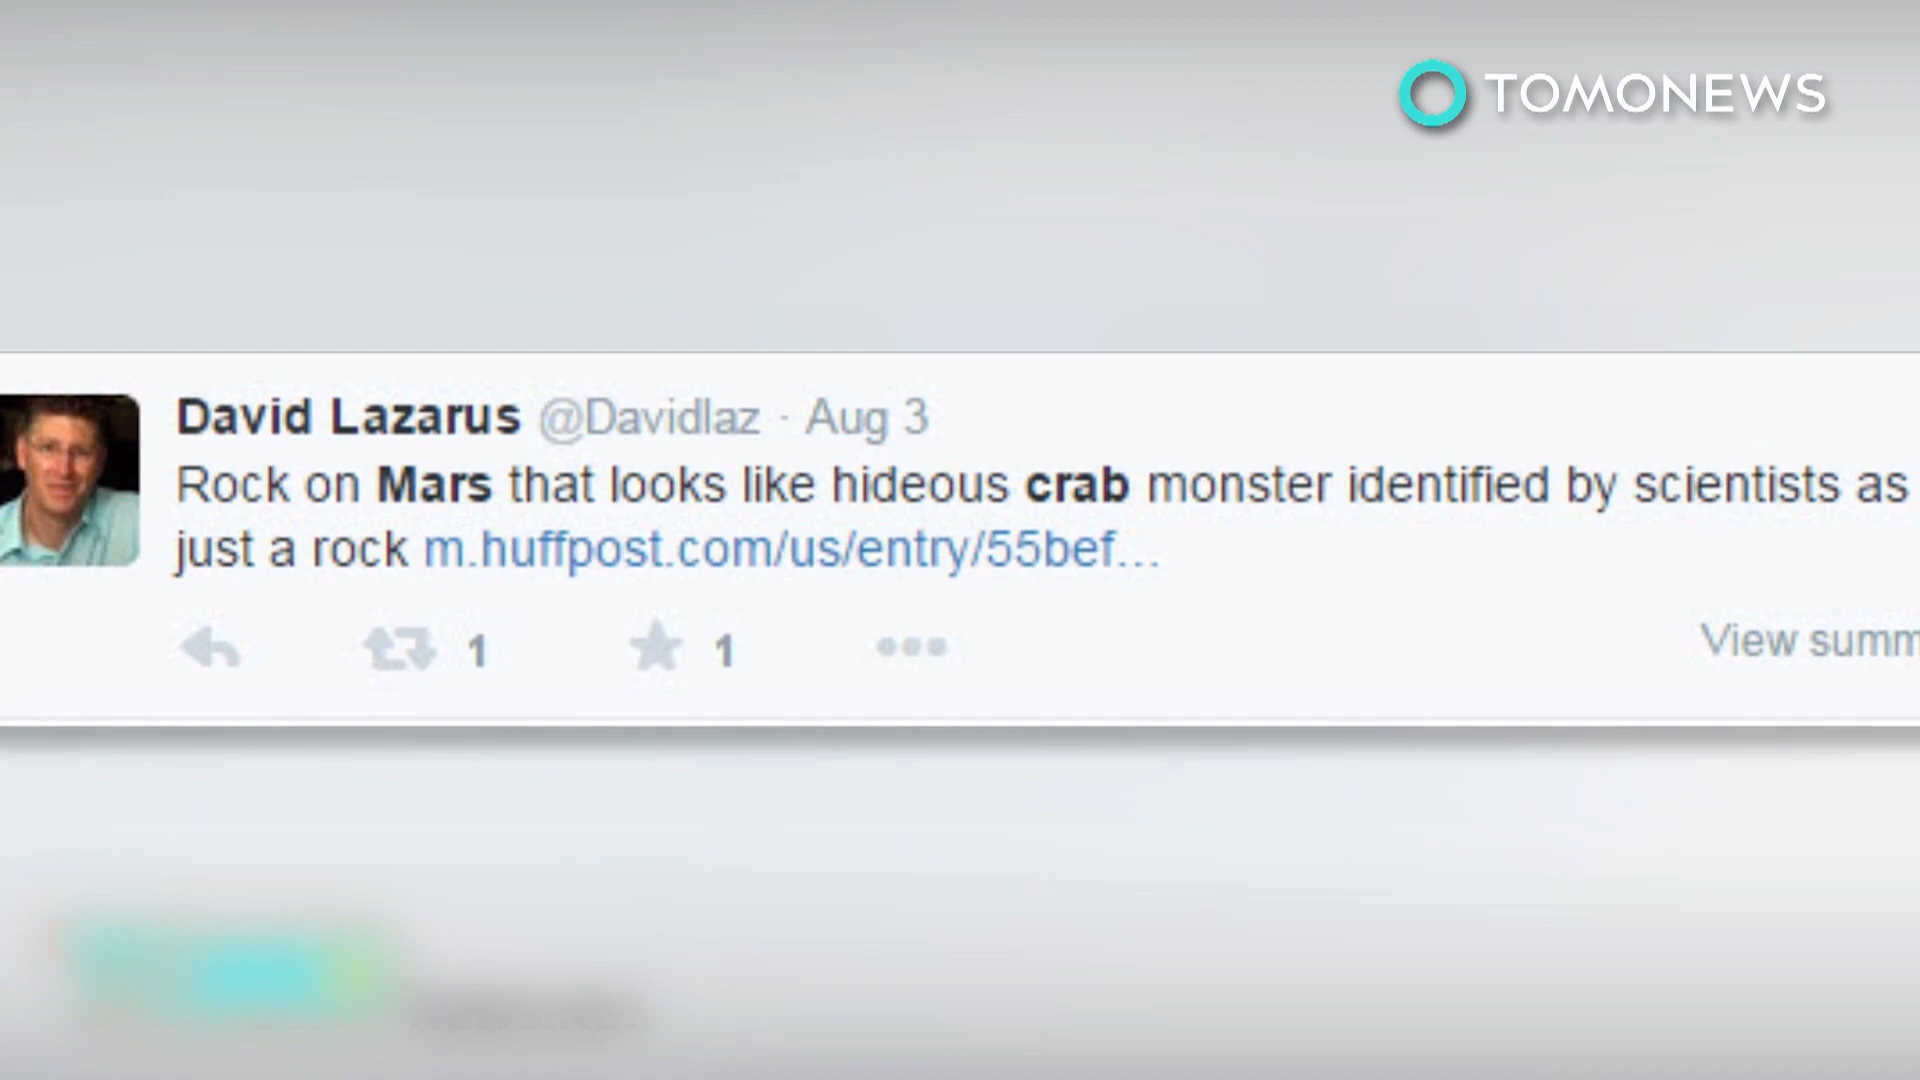 TOMONEWS
David Lazarus @Davidlaz · Aug 3
Rock on Mars that looks like hideous crab monster identified by scientists as
just a rock m.huffpost.com/us/entry/55bef...
1 1
View summ